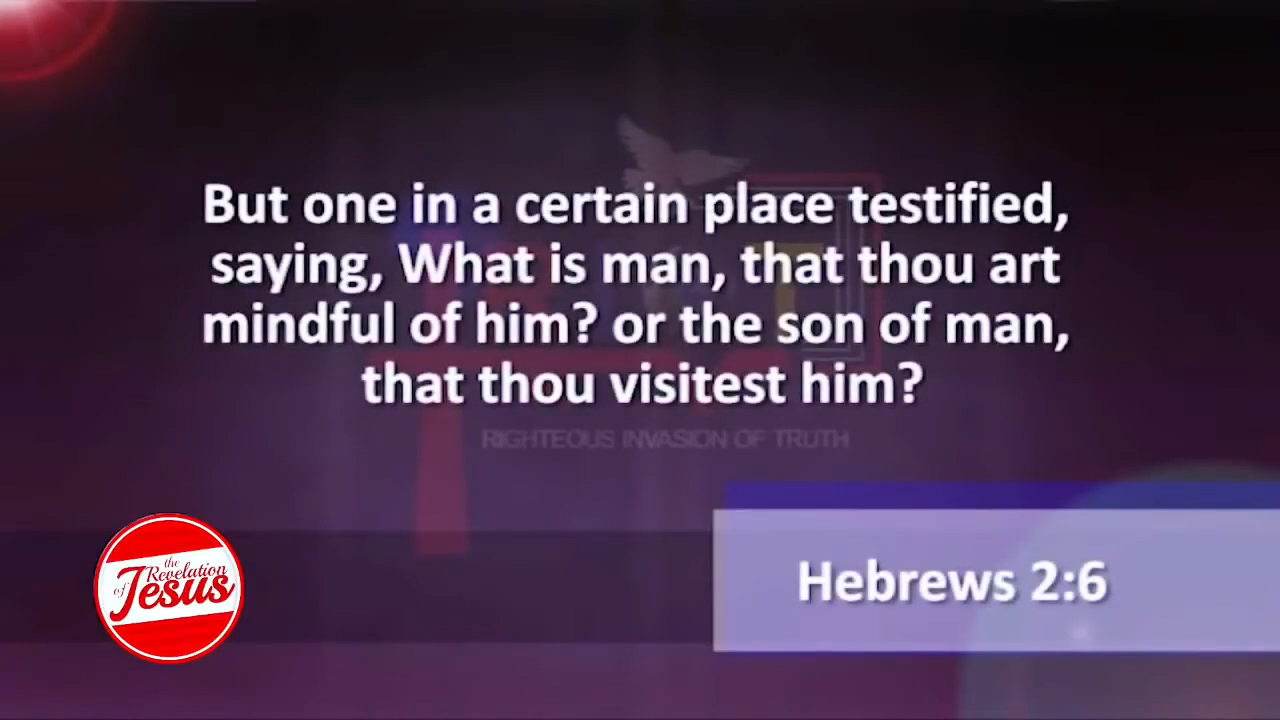 But one in a certain place testified,
saying, What is man, that thou art
mindful of him? or the son of man,
that thou visitest him?
RIGHTEOUS INVASION OF TRUTH
the
Revelation
of Jesus
Hebrews 2:6